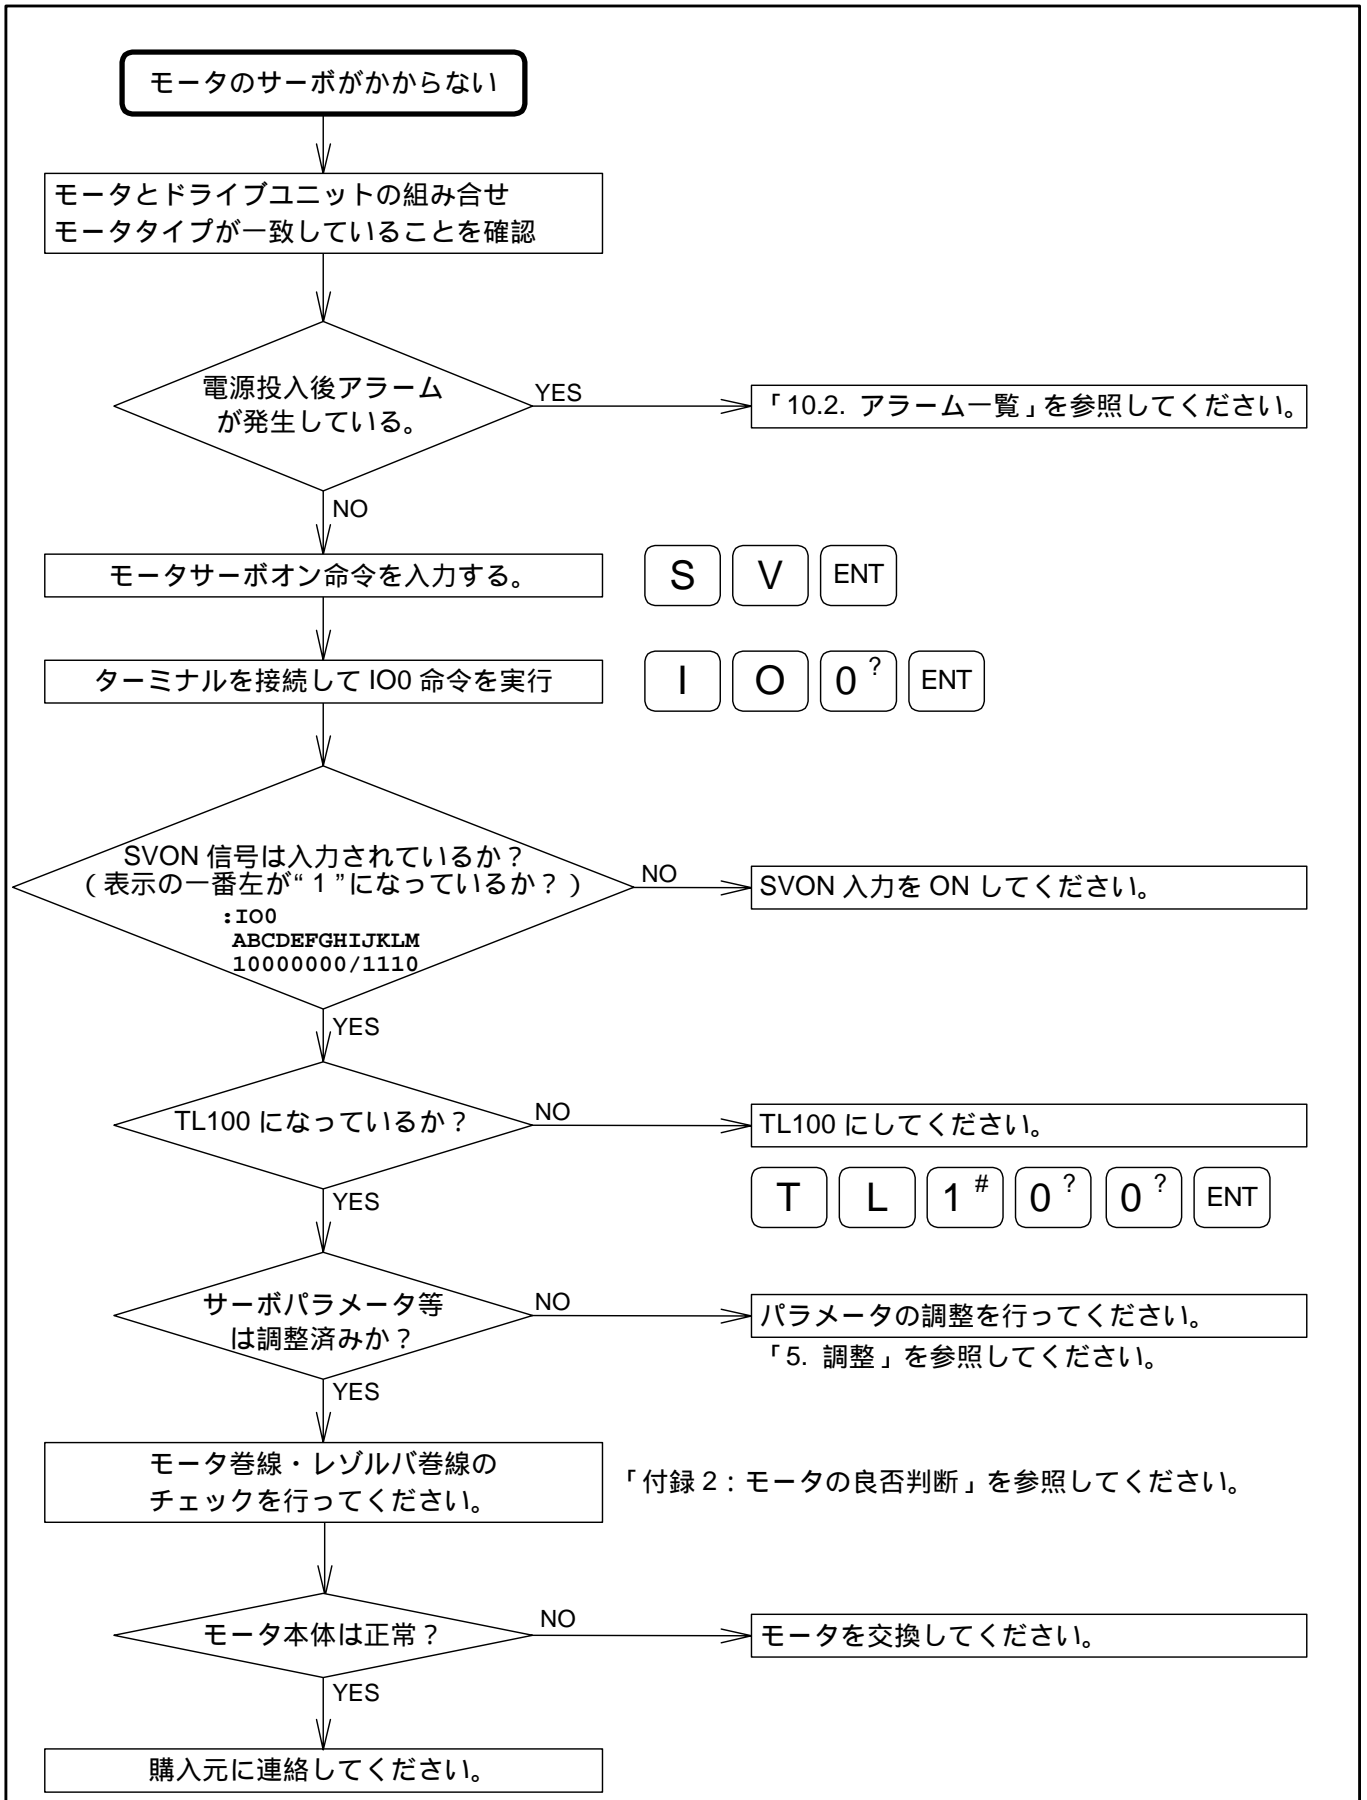 モータのサーボがかからない
モータとドライブユニットの組み合せ
モータタイプが一致していることを確認
電源投入後アラーム
が発生している。
YES
「10.2. アラーム一覧」を参照してください。
NO
モータサーボオン命令を入力する。
S V ENT
ターミナルを接続して IO0 命令を実行
I O 0 ? ENT
SVON 信号は入力されているか？
（表示の一番左が“1”になっているか？）
:IO0
ABCDEFGHIJKLM
10000000/1110
NO
SVON 入力を ON してください。
YES
TL100 になっているか？
NO
TL100 にしてください。
T L 1 # 0 ? 0 ? ENT
YES
サーボパラメータ等
は調整済みか？
NO
パラメータの調整を行ってください。
「5. 調整」を参照してください。
YES
モータ巻線・レゾルバ巻線の
チェックを行ってください。
「付録 2：モータの良否判断」を参照してください。
モータ本体は正常？
NO
モータを交換してください。
YES
購入元に連絡してください。